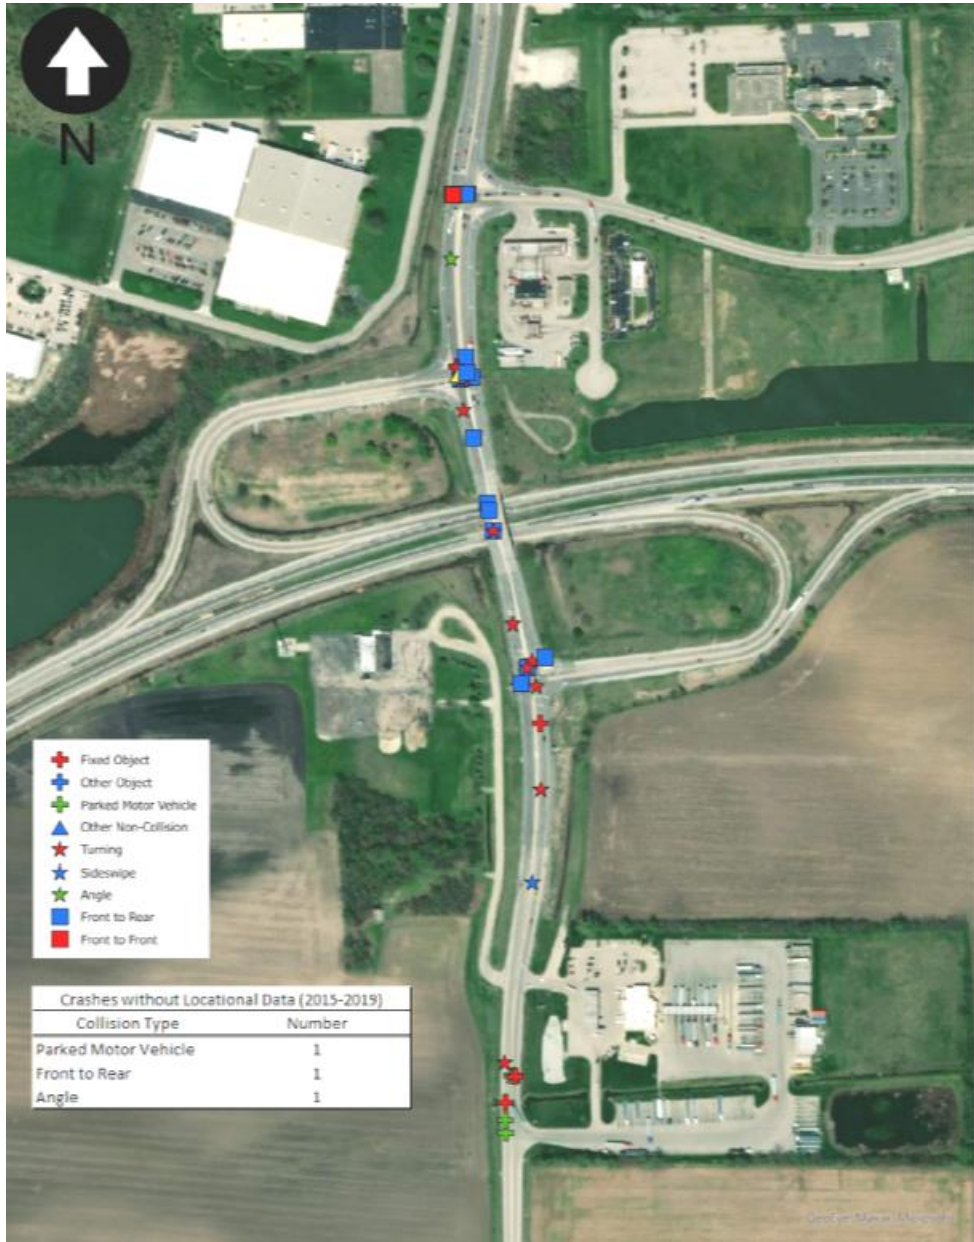 N
Fixed Object
Other Object
Parked Motor Vehicle
Other Non-Collision
Turning
Sideswipe
Angle
Front to Rear
Front to Front
Crashes without Locational Data (2015-2019)
Collision Type Number
Parked Motor Vehicle 1
Front to Rear 1
Angle 1